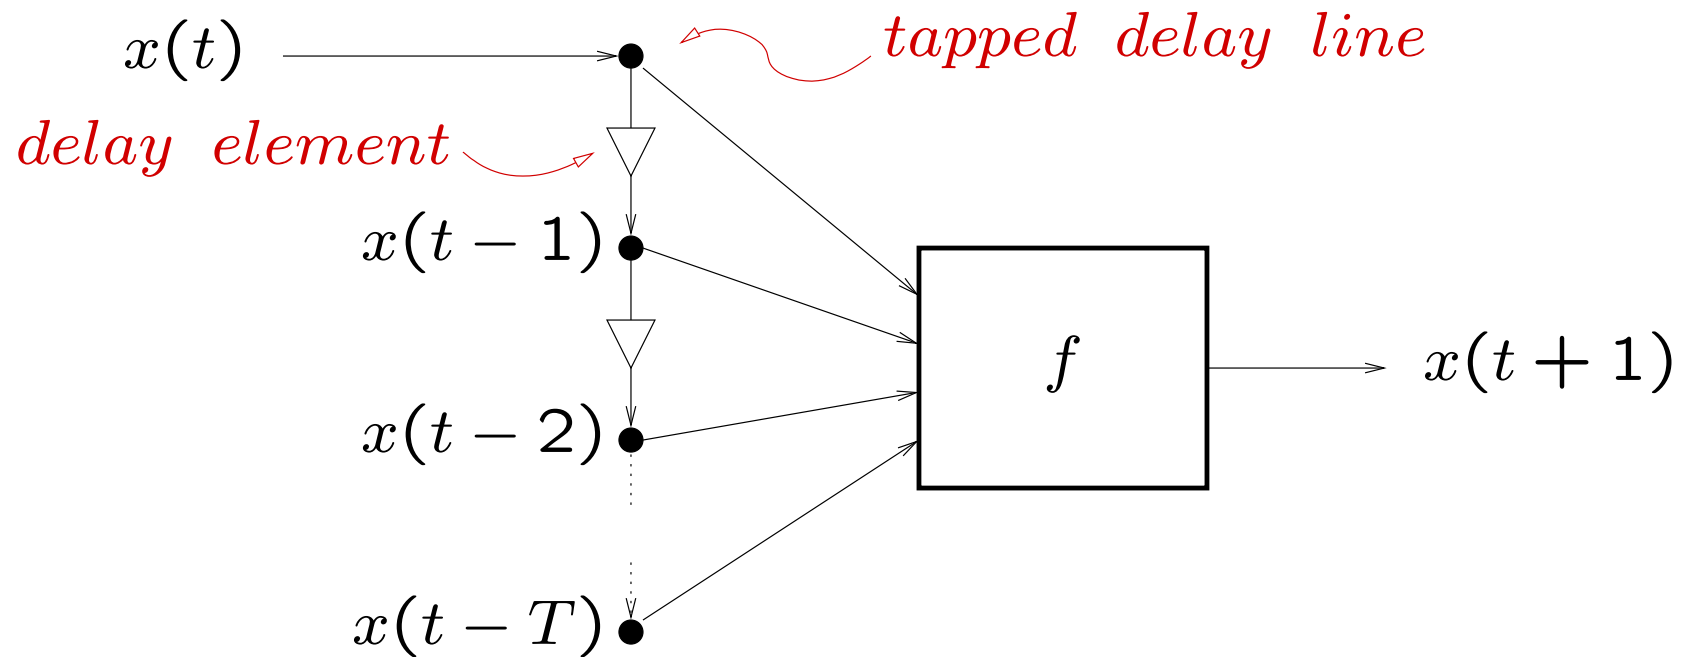 x(t)
tapped delay line
delay element
x(t − 1)
f
x(t + 1)
x(t − 2)
x(t − T)